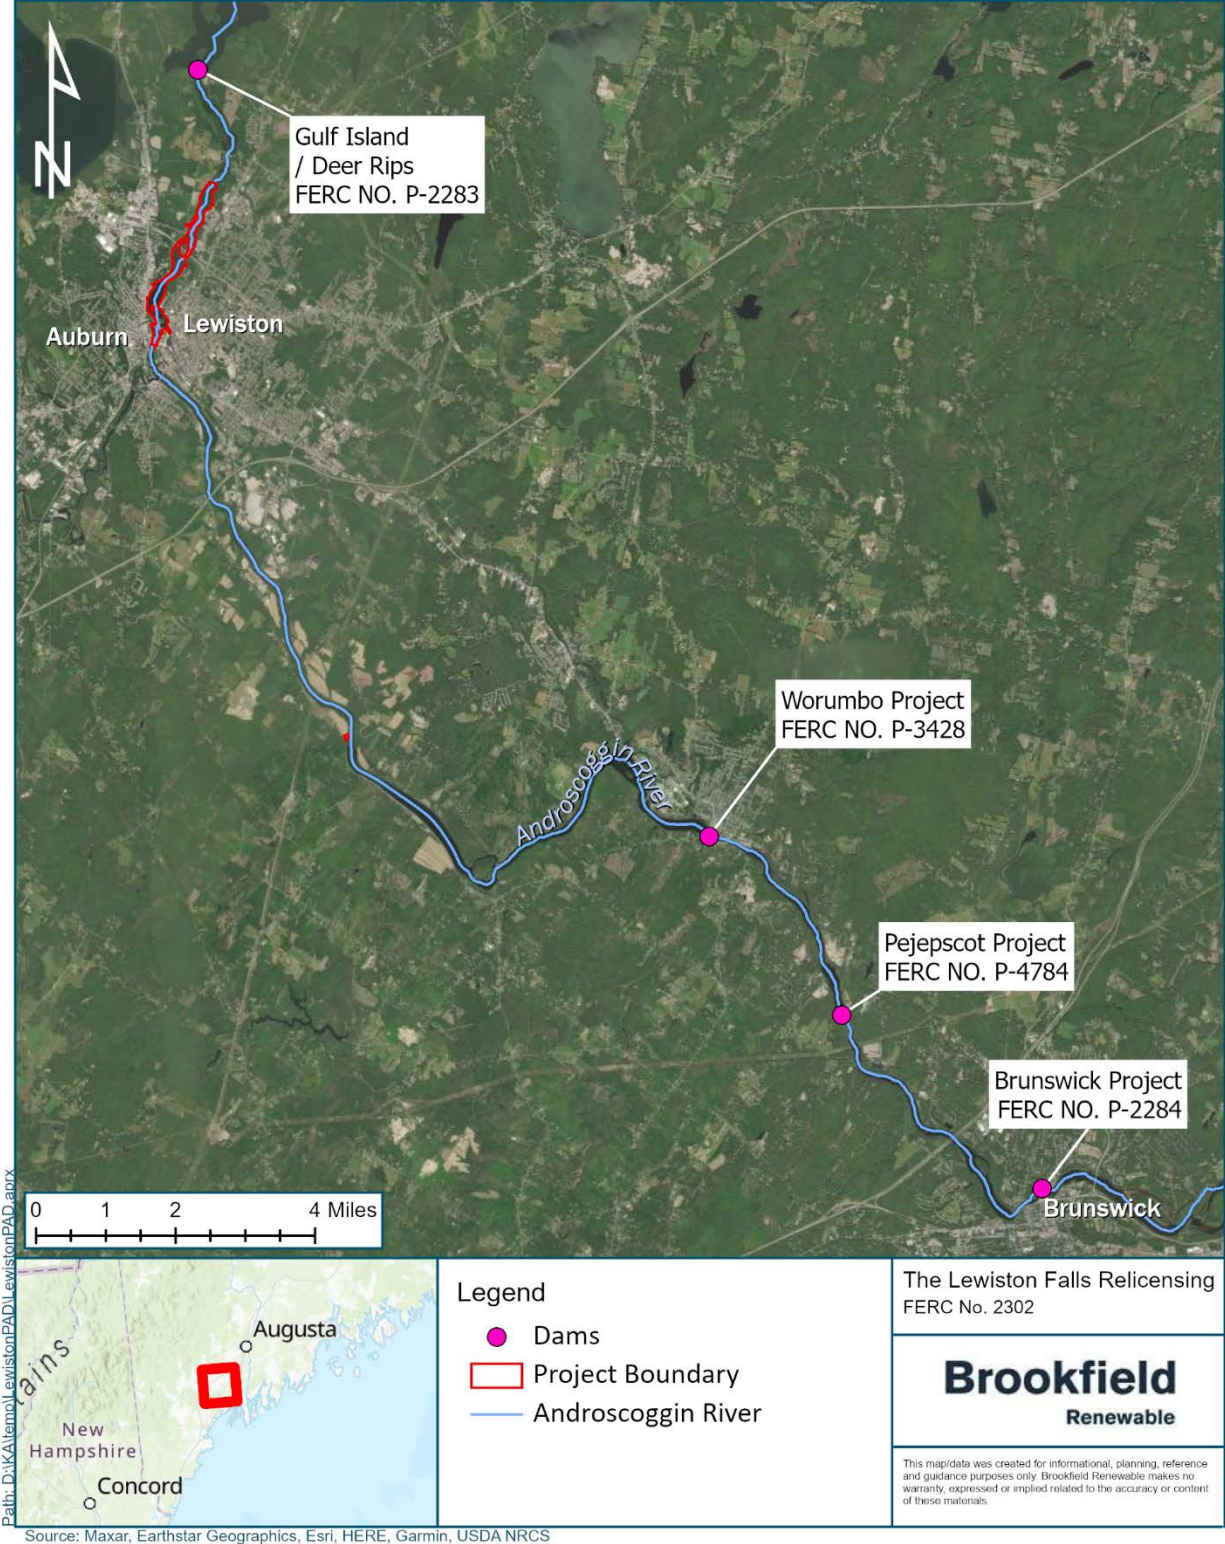 N
Gulf Island
/ Deer Rips
FERC NO. P-2283
Auburn
Lewiston
Worumbo Project
FERC NO. P-3428
Androscoggin River
Pejepscot Project
FERC NO. P-4784
Brunswick Project
FERC NO. P-2284
Brunswick
0 1 2 4 Miles
Path: D:\KA\temp\LewistonPAD\LewistonPAD.aprx
Augusta
tains
New
Hampshire
Concord
Legend
Dams
Project Boundary
Androscoggin River
The Lewiston Falls Relicensing
FERC No. 2302
Brookfield
Renewable
This map/data was created for informational, planning, reference
and guidance purposes only. Brookfield Renewable makes no
warranty, expressed or implied related to the accuracy or content
of these materials.
Source: Maxar, Earthstar Geographics, Esri, HERE, Garmin, USDA NRCS